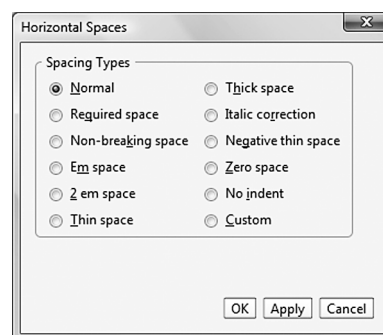 Horizontal Spaces
Spacing Types
Normal
Required space
Non-breaking space
Em space
2 em space
Thin space
Thick space
Italic correction
Negative thin space
Zero space
No indent
Custom
OK Apply Cancel